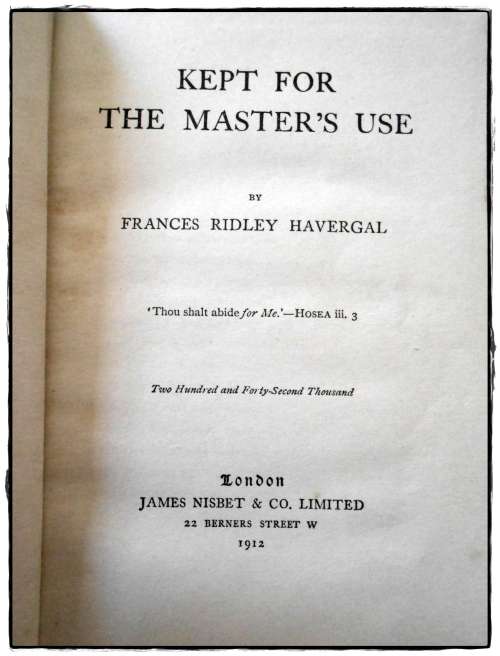 KEPT FOR
THE MASTER'S USE
BY
FRANCES RIDLEY HAVERGAL
'Thou shalt abide for Me.'—HOSEA iii. 3
Two Hundred and Forty-Second Thousand
London
JAMES NISBET & CO. LIMITED
22 BERNERS STREET W
1912